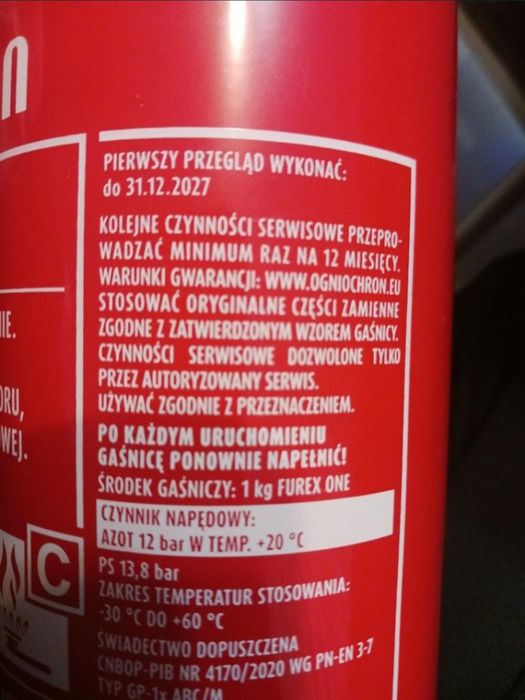 PIERWSZY PRZEGLĄD WYKONAĆ:
do 31.12.2027
KOLEJNE CZYNNOŚCI SERWISOWE PRZEPRO-
WADZAĆ MINIMUM RAZ NA 12 MIESIĘCY.
WARUNKI GWARANCJI: WWW.OGNIOCHRON.EU
STOSOWAĆ ORYGINALNE CZĘŚCI ZAMIENNE
ZGODNE Z ZATWIERDZONYM WZOREM GAŚNICY.
CZYNNOŚCI SERWISOWE DOZWOLONE TYLKO
PRZEZ AUTORYZOWANY SERWIS.
UŻYWAĆ ZGODNIE Z PRZEZNACZENIEM.
PO KAŻDYM URUCHOMIENIU
GAŚNICĘ PONOWNIE NAPEŁNIĆ!
ŚRODEK GAŚNICZY: 1 kg FUREX ONE
CZYNNIK NAPĘDOWY:
AZOT 12 bar W TEMP. +20 °C
PS 13,8 bar
ZAKRES TEMPERATUR STOSOWANIA:
-30 °C DO +60 °C
ŚWIADECTWO DOPUSZCZENIA
CNBOP-PIB NR 4170/2020 WG PN-EN 3-7
TYP GP-1x ABC/M
C